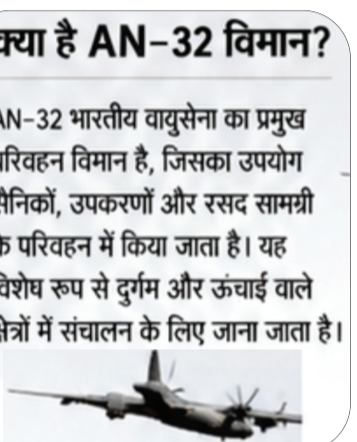 क्या है AN-32 विमान?
AN-32 भारतीय वायुसेना का प्रमुख
परिवहन विमान है, जिसका उपयोग
सैनिकों, उपकरणों और रसद सामग्री
के परिवहन में किया जाता है। यह
विशेष रूप से दुर्गम और ऊंचाई वाले
क्षेत्रों में संचालन के लिए जाना जाता है।